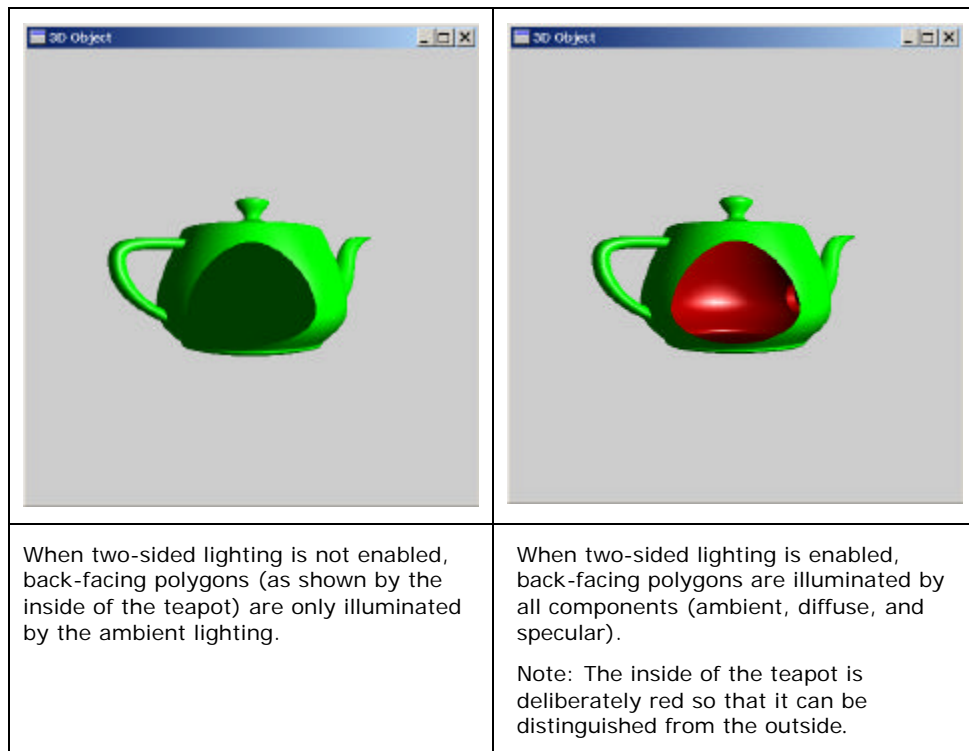 3D Object
3D Object
When two-sided lighting is not enabled,
back-facing polygons (as shown by the
inside of the teapot) are only illuminated
by the ambient lighting.
When two-sided lighting is enabled,
back-facing polygons are illuminated by
all components (ambient, diffuse, and
specular).
Note: The inside of the teapot is
deliberately red so that it can be
distinguished from the outside.